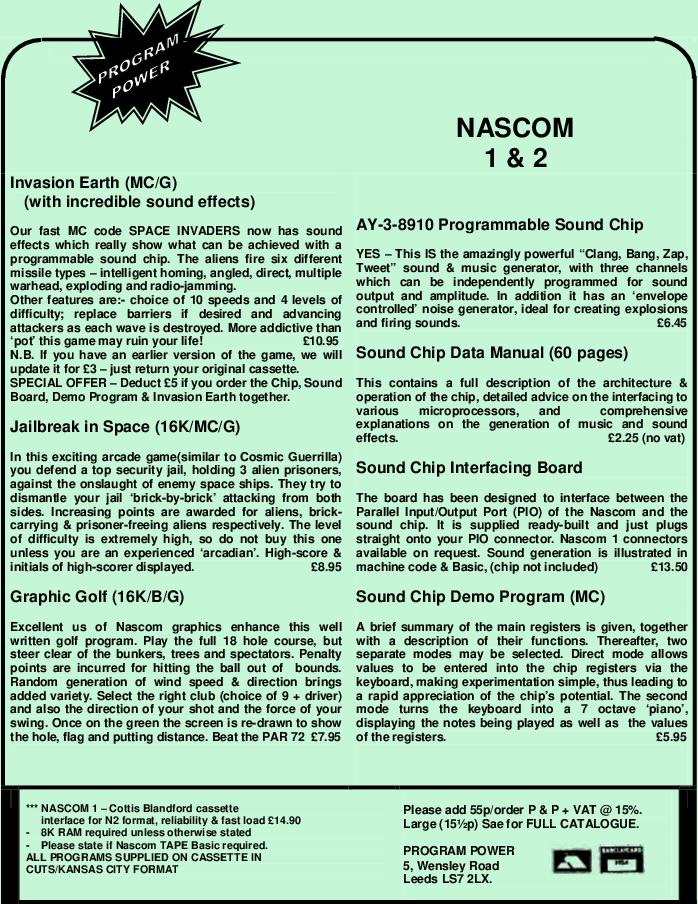 PROGRAM
POWER
NASCOM
1 & 2
Invasion Earth (MC/G)
(with incredible sound effects)
Our fast MC code SPACE INVADERS now has sound
effects which really show what can be achieved with a
programmable sound chip. The aliens fire six different
missile types – intelligent homing, angled, direct, multiple
warhead, exploding and radio-jamming.
Other features are:- choice of 10 speeds and 4 levels of
difficulty; replace barriers if desired and advancing
attackers as each wave is destroyed. More addictive than
‘pot’ this game may ruin your life! £10.95
N.B. If you have an earlier version of the game, we will
update it for £3 – just return your original cassette.
SPECIAL OFFER – Deduct £5 if you order the Chip, Sound
Board, Demo Program & Invasion Earth together.
Jailbreak in Space (16K/MC/G)
In this exciting arcade game(similar to Cosmic Guerrilla)
you defend a top security jail, holding 3 alien prisoners,
against the onslaught of enemy space ships. They try to
dismantle your jail ‘brick-by-brick’ attacking from both
sides. Increasing points are awarded for aliens, brick-
carrying & prisoner-freeing aliens respectively. The level
of difficulty is extremely high, so do not buy this one
unless you are an experienced ‘arcadian’. High-score &
initials of high-scorer displayed. £8.95
Graphic Golf (16K/B/G)
Excellent us of Nascom graphics enhance this well
written golf program. Play the full 18 hole course, but
steer clear of the bunkers, trees and spectators. Penalty
points are incurred for hitting the ball out of bounds.
Random generation of wind speed & direction brings
added variety. Select the right club (choice of 9 + driver)
and also the direction of your shot and the force of your
swing. Once on the green the screen is re-drawn to show
the hole, flag and putting distance. Beat the PAR 72 £7.95
AY-3-8910 Programmable Sound Chip
YES – This IS the amazingly powerful “Clang, Bang, Zap,
Tweet” sound & music generator, with three channels
which can be independently programmed for sound
output and amplitude. In addition it has an ‘envelope
controlled’ noise generator, ideal for creating explosions
and firing sounds. £6.45
Sound Chip Data Manual (60 pages)
This contains a full description of the architecture &
operation of the chip, detailed advice on the interfacing to
various microprocessors, and comprehensive
explanations on the generation of music and sound
effects. £2.25 (no vat)
Sound Chip Interfacing Board
The board has been designed to interface between the
Parallel Input/Output Port (PIO) of the Nascom and the
sound chip. It is supplied ready-built and just plugs
straight onto your PIO connector. Nascom 1 connectors
available on request. Sound generation is illustrated in
machine code & Basic, (chip not included) £13.50
Sound Chip Demo Program (MC)
A brief summary of the main registers is given, together
with a description of their functions. Thereafter, two
separate modes may be selected. Direct mode allows
values to be entered into the chip registers via the
keyboard, making experimentation simple, thus leading to
a rapid appreciation of the chip’s potential. The second
mode turns the keyboard into a 7 octave ‘piano’,
displaying the notes being played as well as the values
of the registers. £5.95
*** NASCOM 1 – Cottis Blandford cassette
interface for N2 format, reliability & fast load £14.90
- 8K RAM required unless otherwise stated
- Please state if Nascom TAPE Basic required.
ALL PROGRAMS SUPPLIED ON CASSETTE IN
CUTS/KANSAS CITY FORMAT
Please add 55p/order P & P + VAT @ 15%.
Large (15½p) Sae for FULL CATALOGUE.
PROGRAM POWER
5, Wensley Road
Leeds LS7 2LX.
BARCLAYCARD
VISA